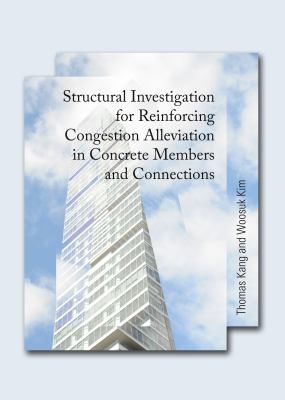 Structural Investigation
for Reinforcing
Congestion Alleviation
in Concrete Members
and Connections
Thomas Kang and Woosuk Kim